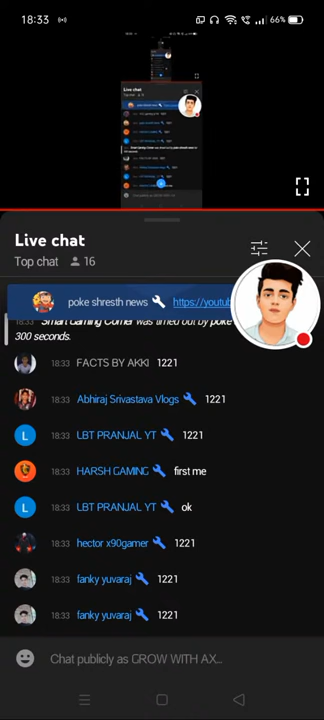 18:33
66%
Live chat
Top chat 16
poke shresth news https://youtub
18:33 Smart Gaming Corner was timed out by poke
300 seconds.
18:33 FACTS BY AKKI 1221
18:33 Abhiraj Srivastava Vlogs 1221
L 18:33 LBT PRANJAL YT 1221
18:33 HARSH GAMING first me
L 18:33 LBT PRANJAL YT ok
18:33 hector x90gamer 1221
18:33 fanky yuvaraj 1221
18:33 fanky yuvaraj 1221
Chat publicly as GROW WITH AX...